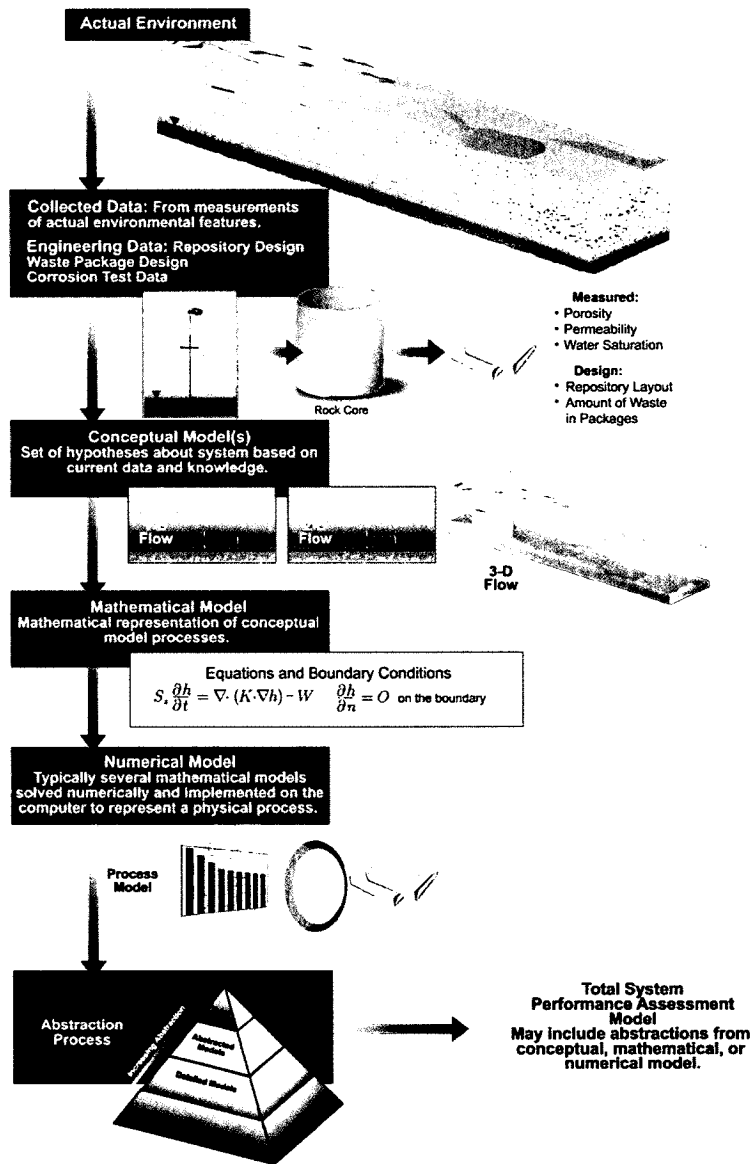 Actual Environment
Collected Data: From measurements
of actual environmental features.
Engineering Data: Repository Design
Waste Package Design
Corrosion Test Data
Measured:
• Porosity
• Permeability
• Water Saturation
Design:
• Repository Layout
• Amount of Waste
in Packages
Rock Core
Conceptual Model(s)
Set of hypotheses about system based on
current data and knowledge.
Flow
Flow
3-D
Flow
Mathematical Model
Mathematical representation of conceptual
model processes.
Equations and Boundary Conditions
S_s ∂h/∂t = ∇· (K·∇h) – W ∂h/∂n = O on the boundary
Numerical Model
Typically several mathematical models
solved numerically and implemented on the
computer to represent a physical process.
Process
Model
Abstraction
Process
Increasing Abstraction
Abstracted
Models
Detailed Models
Total System
Performance Assessment
Model
May include abstractions from
conceptual, mathematical, or
numerical model.